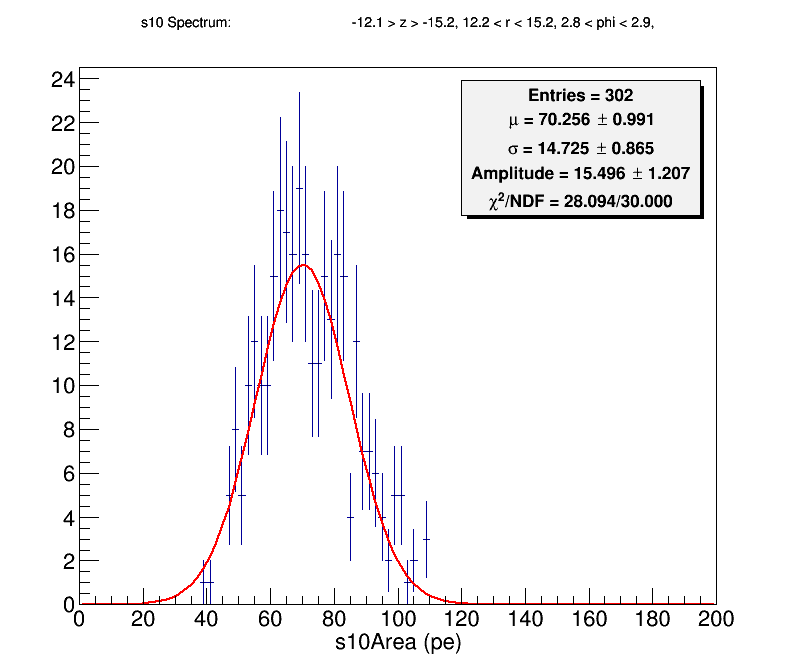 s10 Spectrum: -12.1 > z > -15.2, 12.2 < r < 15.2, 2.8 < phi < 2.9,
Entries = 302
μ = 70.256 ± 0.991
σ = 14.725 ± 0.865
Amplitude = 15.496 ± 1.207
χ²/NDF = 28.094/30.000
24
22
20
18
16
14
12
10
8
6
4
2
0
0 20 40 60 80 100 120 140 160 180 200
s10Area (pe)